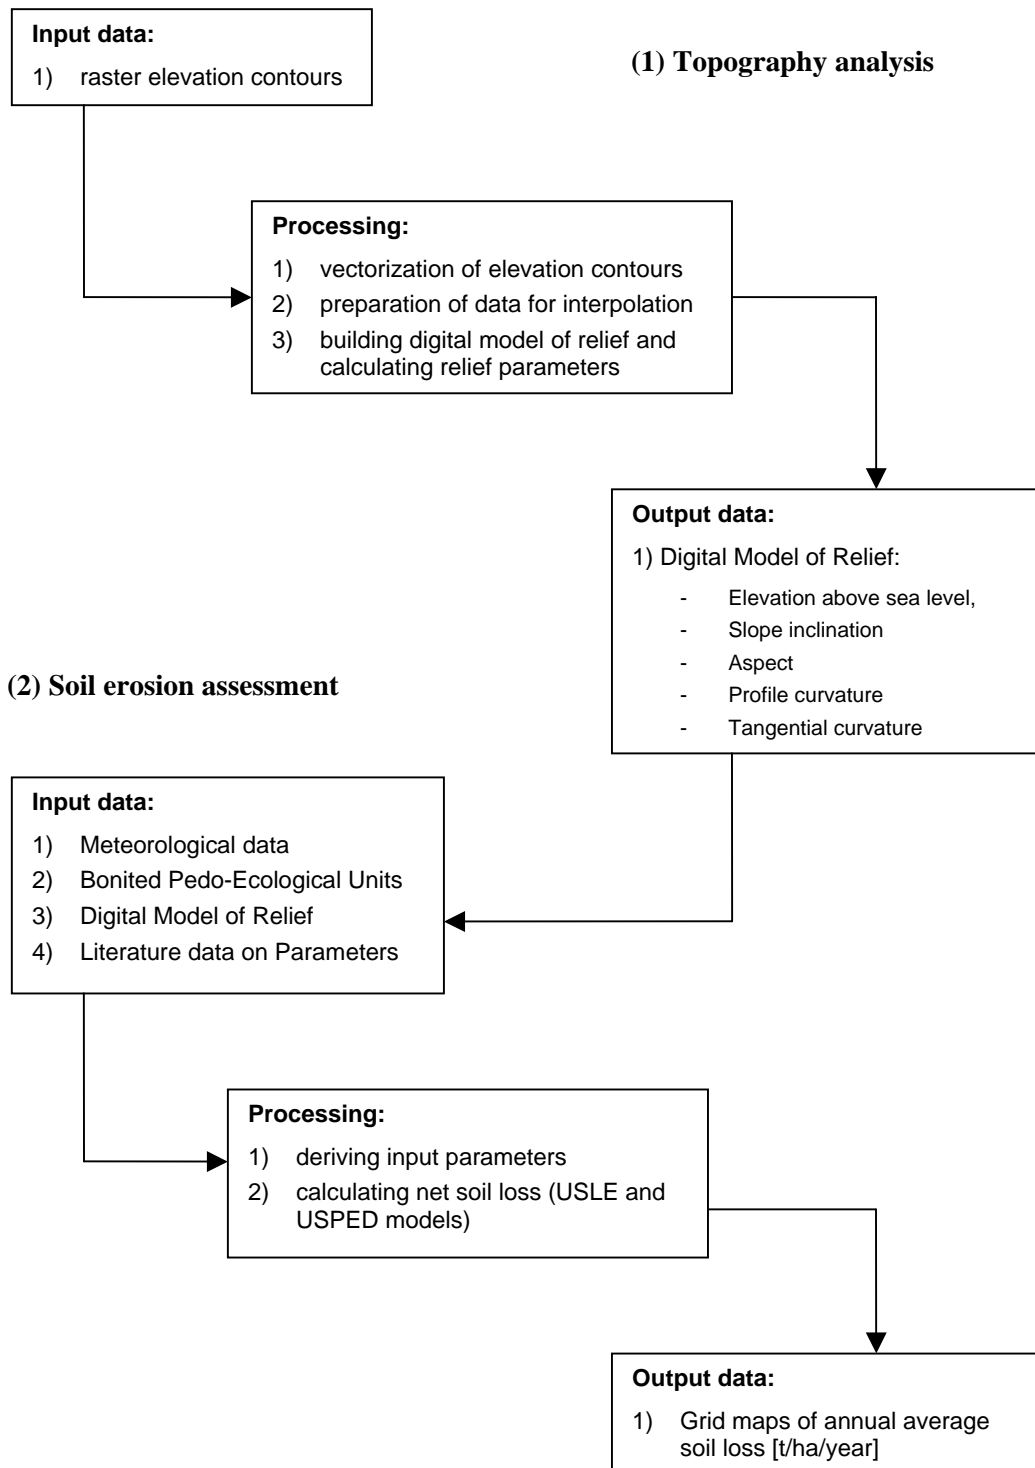 Input data:
1) raster elevation contours
(1) Topography analysis
Processing:
1) vectorization of elevation contours
2) preparation of data for interpolation
3) building digital model of relief and
calculating relief parameters
Output data:
1) Digital Model of Relief:
- Elevation above sea level,
- Slope inclination
- Aspect
- Profile curvature
- Tangential curvature
(2) Soil erosion assessment
Input data:
1) Meteorological data
2) Bonited Pedo-Ecological Units
3) Digital Model of Relief
4) Literature data on Parameters
Processing:
1) deriving input parameters
2) calculating net soil loss (USLE and
USPED models)
Output data:
1) Grid maps of annual average
soil loss [t/ha/year]